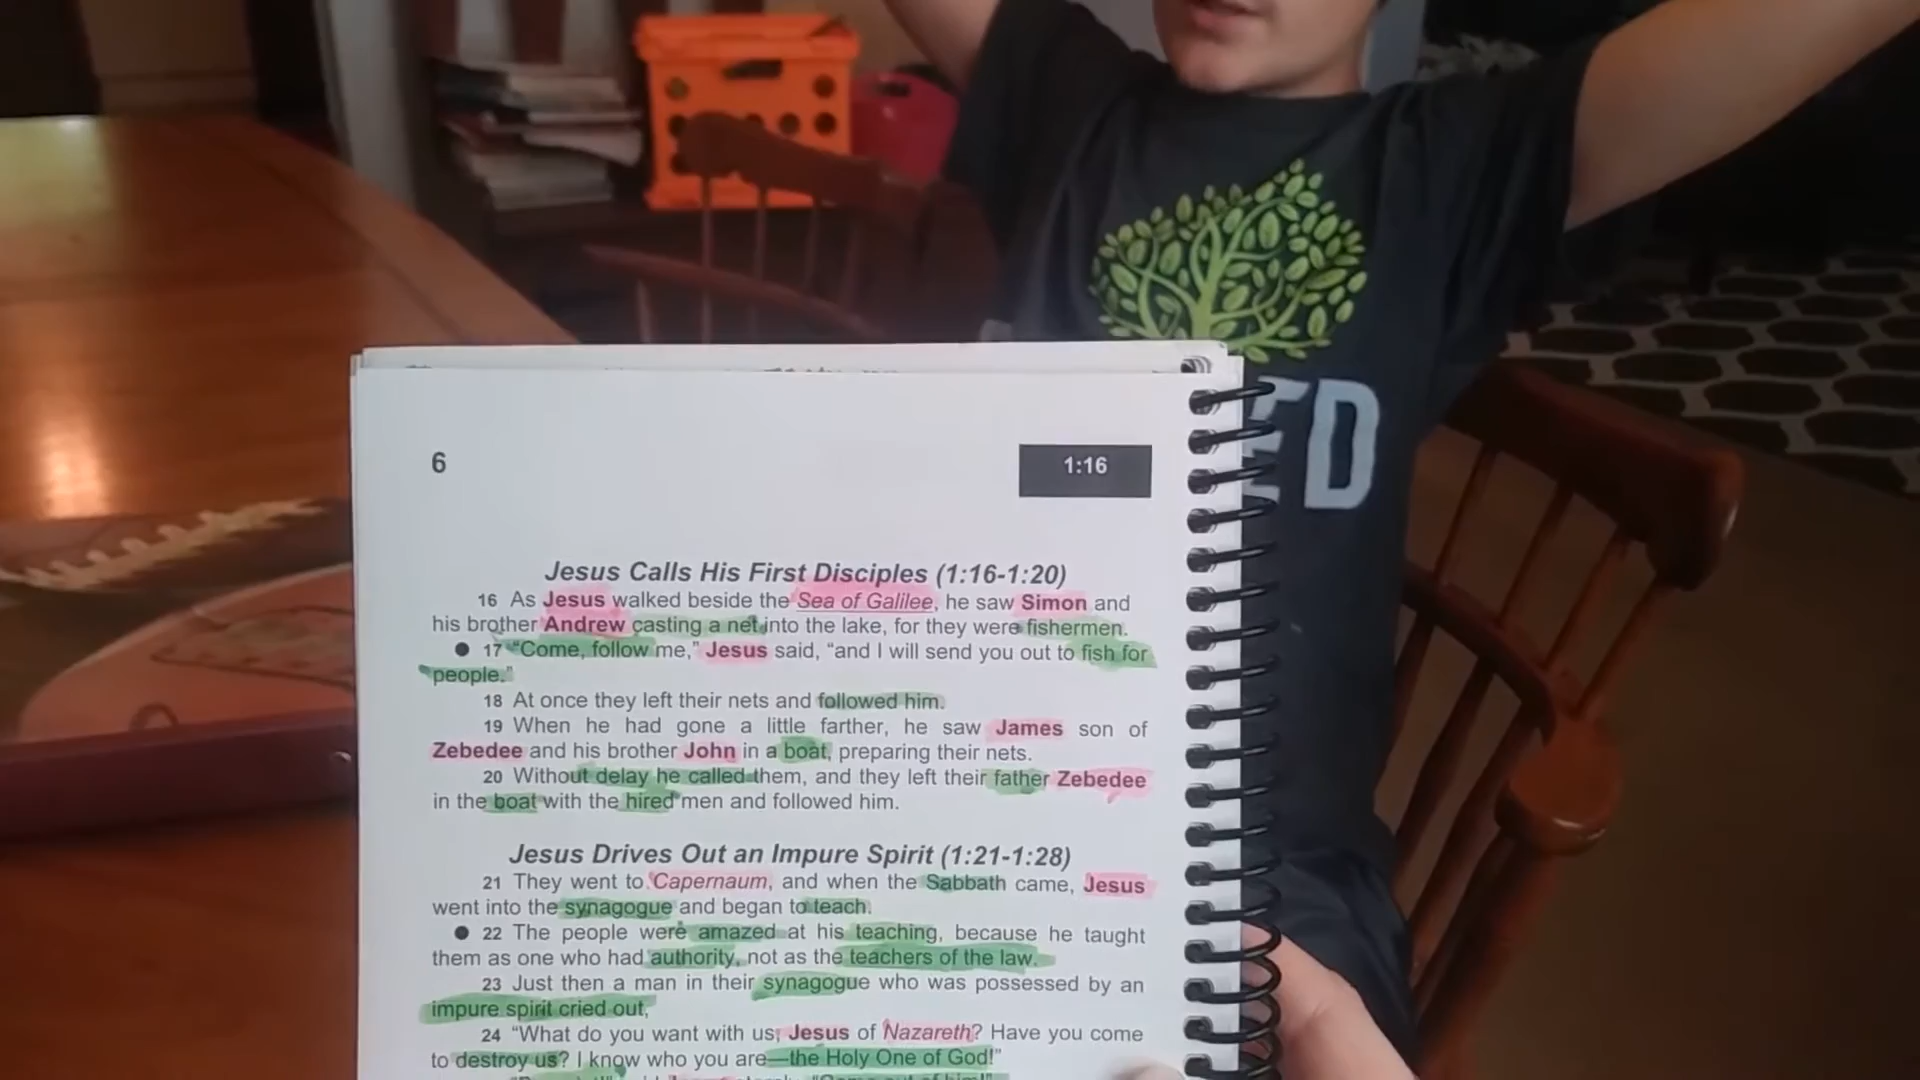 6
1:16
Jesus Calls His First Disciples (1:16-1:20)
16 As Jesus walked beside the Sea of Galilee, he saw Simon and
his brother Andrew casting a net into the lake, for they were fishermen.
● 17 “Come, follow me,” Jesus said, “and I will send you out to fish for
people.”
18 At once they left their nets and followed him.
19 When he had gone a little farther, he saw James son of
Zebedee and his brother John in a boat, preparing their nets.
20 Without delay he called them, and they left their father Zebedee
in the boat with the hired men and followed him.
Jesus Drives Out an Impure Spirit (1:21-1:28)
21 They went to Capernaum, and when the Sabbath came, Jesus
went into the synagogue and began to teach.
● 22 The people were amazed at his teaching, because he taught
them as one who had authority, not as the teachers of the law.
23 Just then a man in their synagogue who was possessed by an
impure spirit cried out,
24 “What do you want with us, Jesus of Nazareth? Have you come
to destroy us? I know who you are—the Holy One of God!”